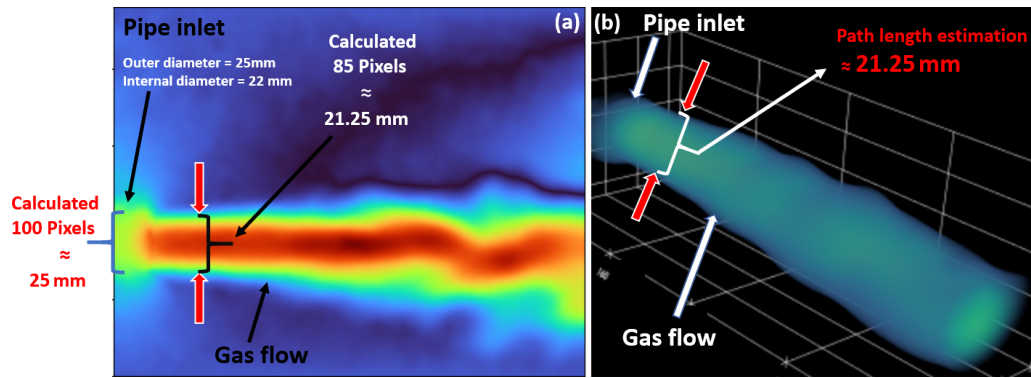 (a)
Pipe inlet
Outer diameter = 25mm
Internal diameter = 22 mm
Calculated
85 Pixels
≈
21.25 mm
Calculated
100 Pixels
≈
25 mm
Gas flow
(b)
Pipe inlet
Path length estimation
≈ 21.25 mm
160
Gas flow